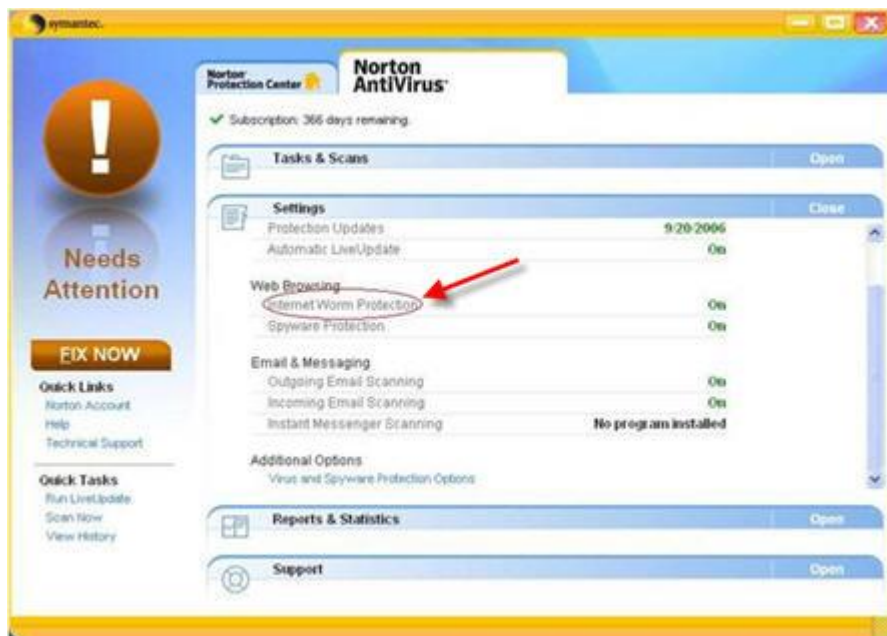 symantec.
Norton
Protection Center
Norton
AntiVirus
Subscription: 366 days remaining.
Tasks & Scans Open
Settings Close
Protection Updates 9/20/2006
Automatic LiveUpdate On
Web Browsing
Internet Worm Protection On
Spyware Protection On
Email & Messaging
Outgoing Email Scanning On
Incoming Email Scanning On
Instant Messenger Scanning No program installed
Additional Options
Virus and Spyware Protection Options
Reports & Statistics Open
Support Open
!
Needs
Attention
FIX NOW
Quick Links
Norton Account
Help
Technical Support
Quick Tasks
Run LiveUpdate
Scan Now
View History